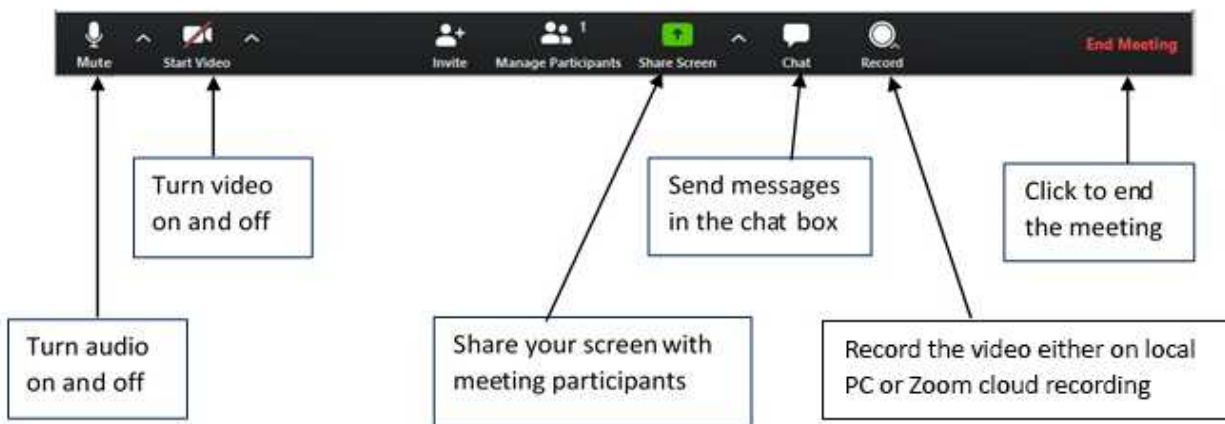 Mute
Start Video
Invite
Manage Participants
1
Share Screen
Chat
Record
End Meeting
Turn video
on and off
Send messages
in the chat box
Click to end
the meeting
Turn audio
on and off
Share your screen with
meeting participants
Record the video either on local
PC or Zoom cloud recording